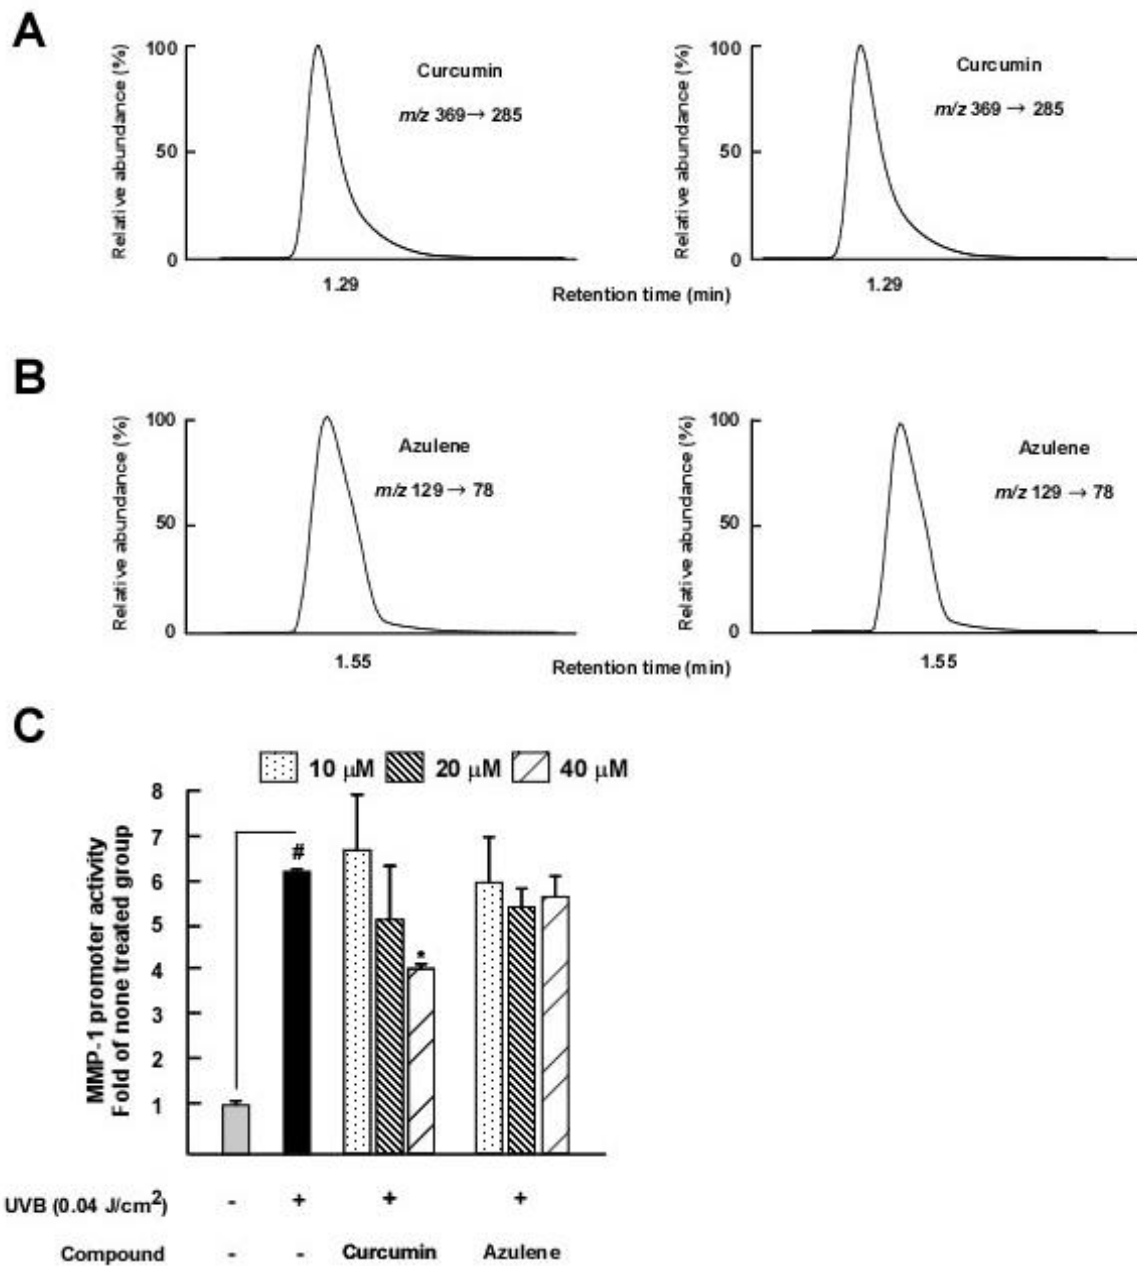 A
Relative abundance (%)
100
50
0
Curcumin
m/z 369→ 285
1.29
Relative abundance (%)
100
50
0
Curcumin
m/z 369→ 285
1.29
Retention time (min)
B
Relative abundance (%)
100
50
0
Azulene
m/z 129 → 78
1.55
Relative abundance (%)
100
50
0
Azulene
m/z 129 → 78
1.55
Retention time (min)
C
10 µM 20 µM 40 µM
MMP-1 promoter activity
Fold of none treated group
8
7
6
5
4
3
2
1
2
#
*
UVB (0.04 J/cm²) - + + +
Compound - - Curcumin Azulene